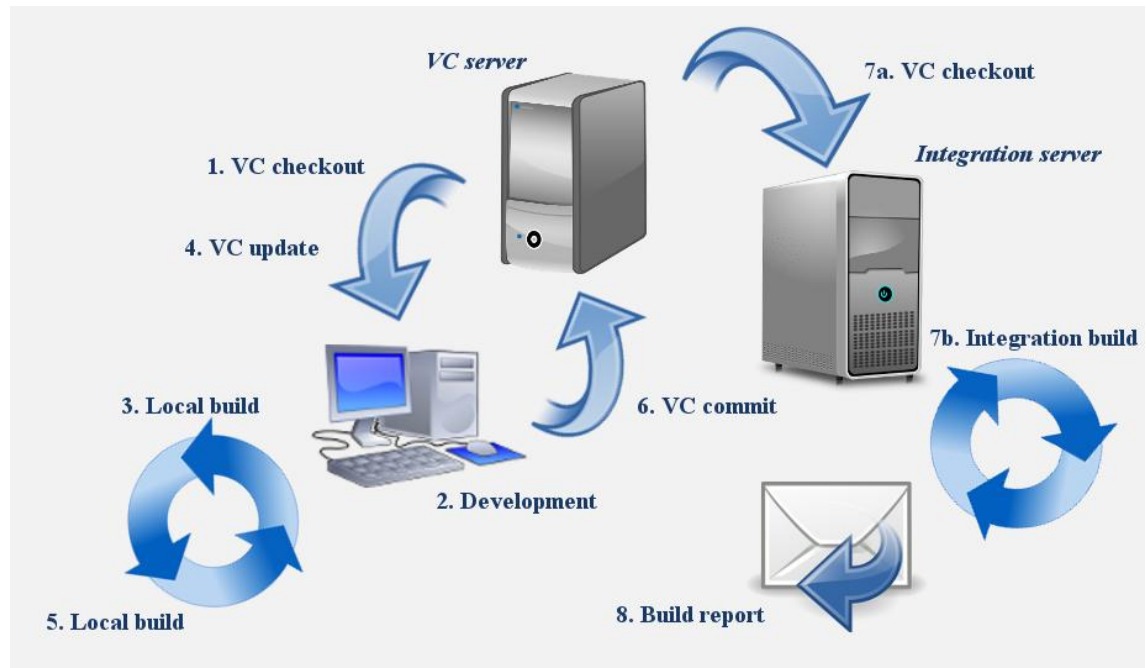 VC server
7a. VC checkout
Integration server
1. VC checkout
4. VC update
7b. Integration build
3. Local build
6. VC commit
2. Development
5. Local build
8. Build report